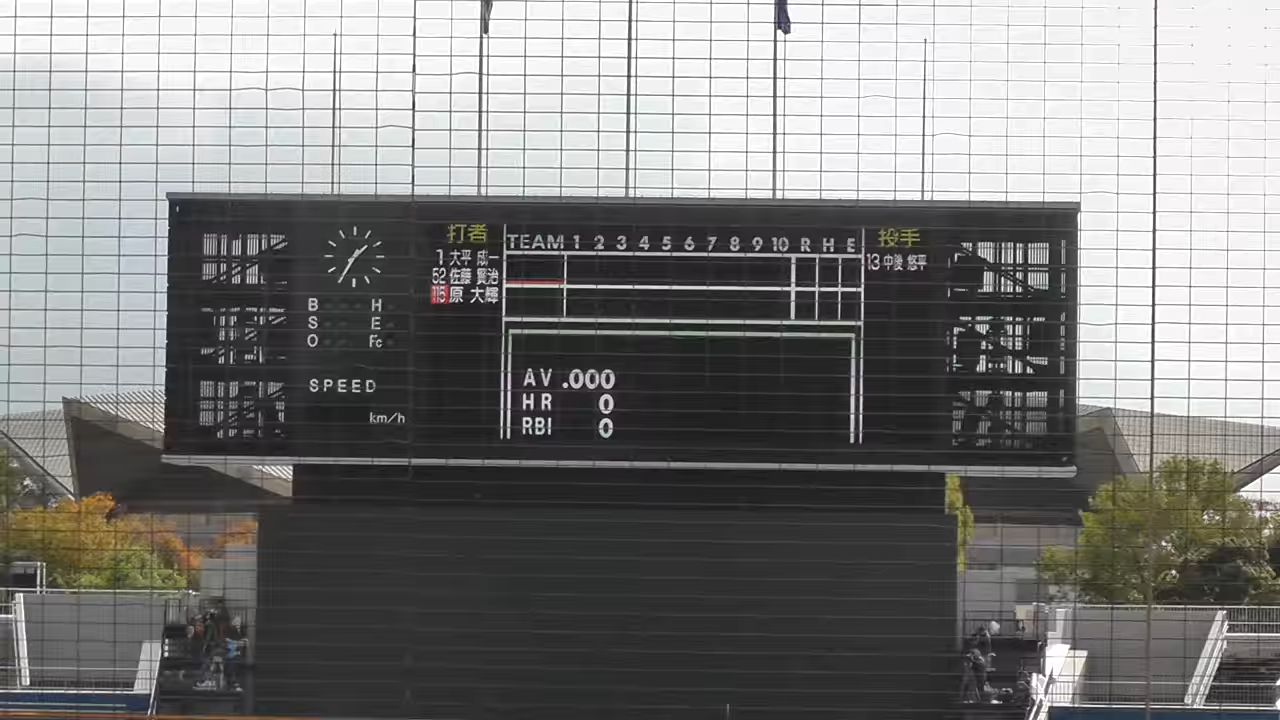 打者
1 大平 成一
52 佐藤 賢治
115 原 大輝
TEAM 1 2 3 4 5 6 7 8 9 10 R H E
投手
13 中後 悠平
B H
S E
O Fc
SPEED
km/h
AV .000
HR 0
RBI 0